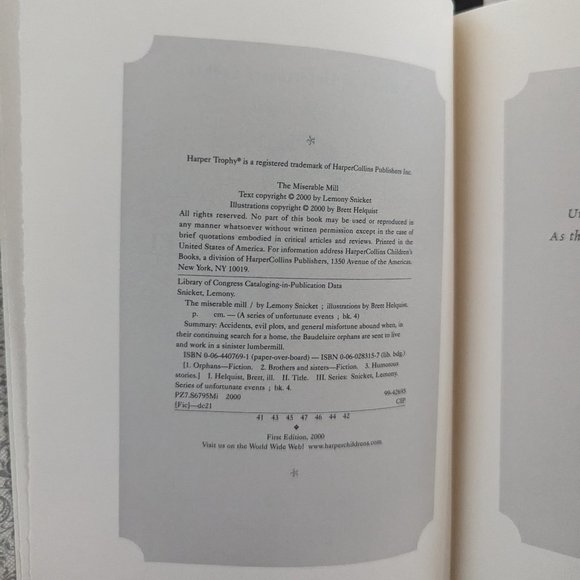 Harper Trophy® is a registered trademark of HarperCollins Publishers Inc.
The Miserable Mill
Text copyright © 2000 by Lemony Snicket
Illustrations copyright © 2000 by Brett Helquist
All rights reserved. No part of this book may be used or reproduced in
any manner whatsoever without written permission except in the case of
brief quotations embodied in critical articles and reviews. Printed in the
United States of America. For information address HarperCollins Children's
Books, a division of HarperCollins Publishers, 1350 Avenue of the Americas,
New York, NY 10019.
Library of Congress Cataloging-in-Publication Data
Snicket, Lemony.
The miserable mill / by Lemony Snicket ; illustrations by Brett Helquist.
p. cm. — (A series of unfortunate events ; bk. 4)
Summary: Accidents, evil plots, and general misfortune abound when, in
their continuing search for a home, the Baudelaire orphans are sent to live
and work in a sinister lumbermill.
ISBN 0-06-440769-1 (paper-over-board) — ISBN 0-06-028315-7 (lib. bdg.)
[1. Orphans—Fiction. 2. Brothers and sisters—Fiction. 3. Humorous
stories.] I. Helquist, Brett, ill. II. Title. III. Series: Snicket, Lemony.
Series of unfortunate events ; bk. 4.
PZ7.S6795Mi 2000 99-42695
[Fic]—dc21 CIP
41 43 45 47 46 44 42
First Edition, 2000
Visit us on the World Wide Web! www.harperchildrens.com
As th